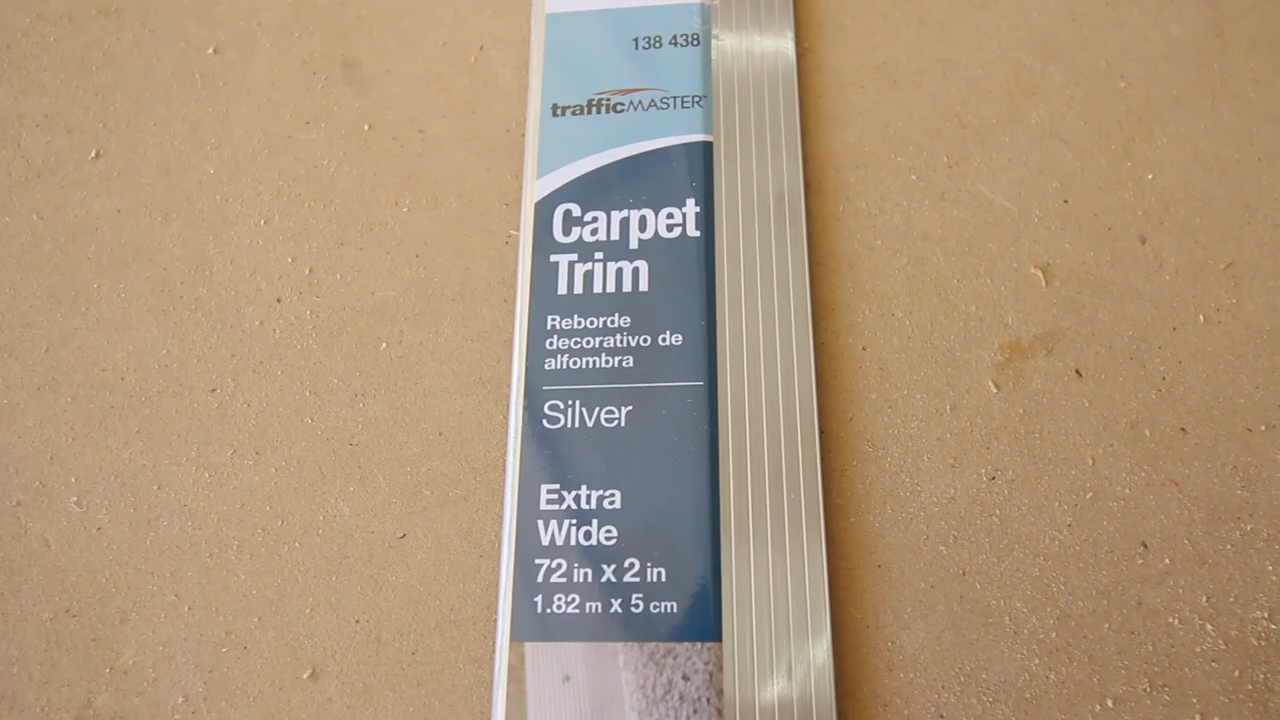 138 438
trafficMASTER™
Carpet
Trim
Reborde
decorativo de
alfombra
Silver
Extra
Wide
72 in x 2 in
1.82 m x 5 cm